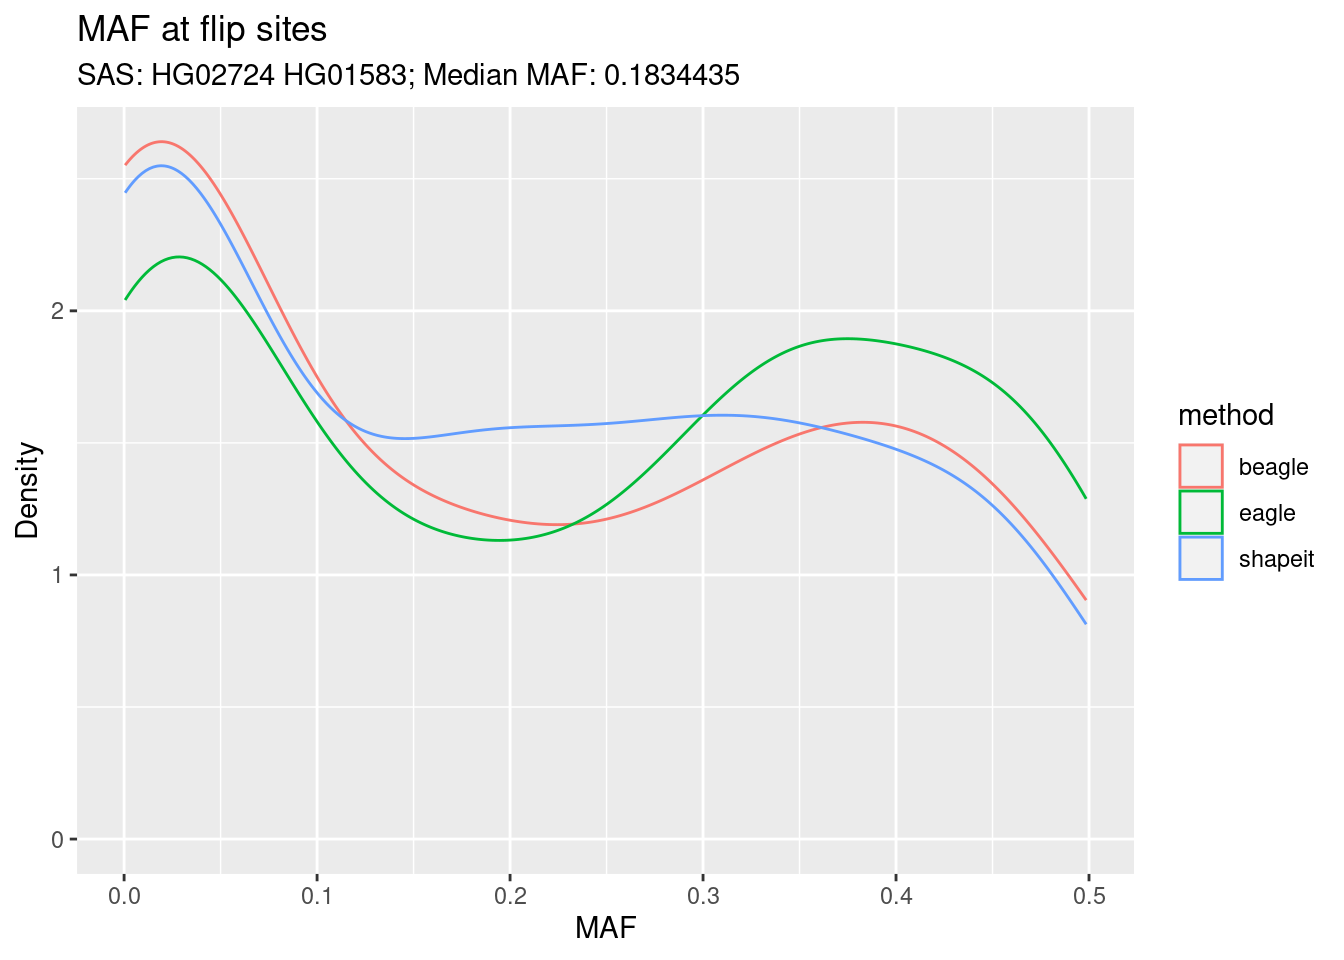 MAF at flip sites
SAS: HG02724 HG01583; Median MAF: 0.1834435
Density
2
1
0
0.0
0.1
0.2
0.3
0.4
0.5
MAF
method
beagle
eagle
shapeit